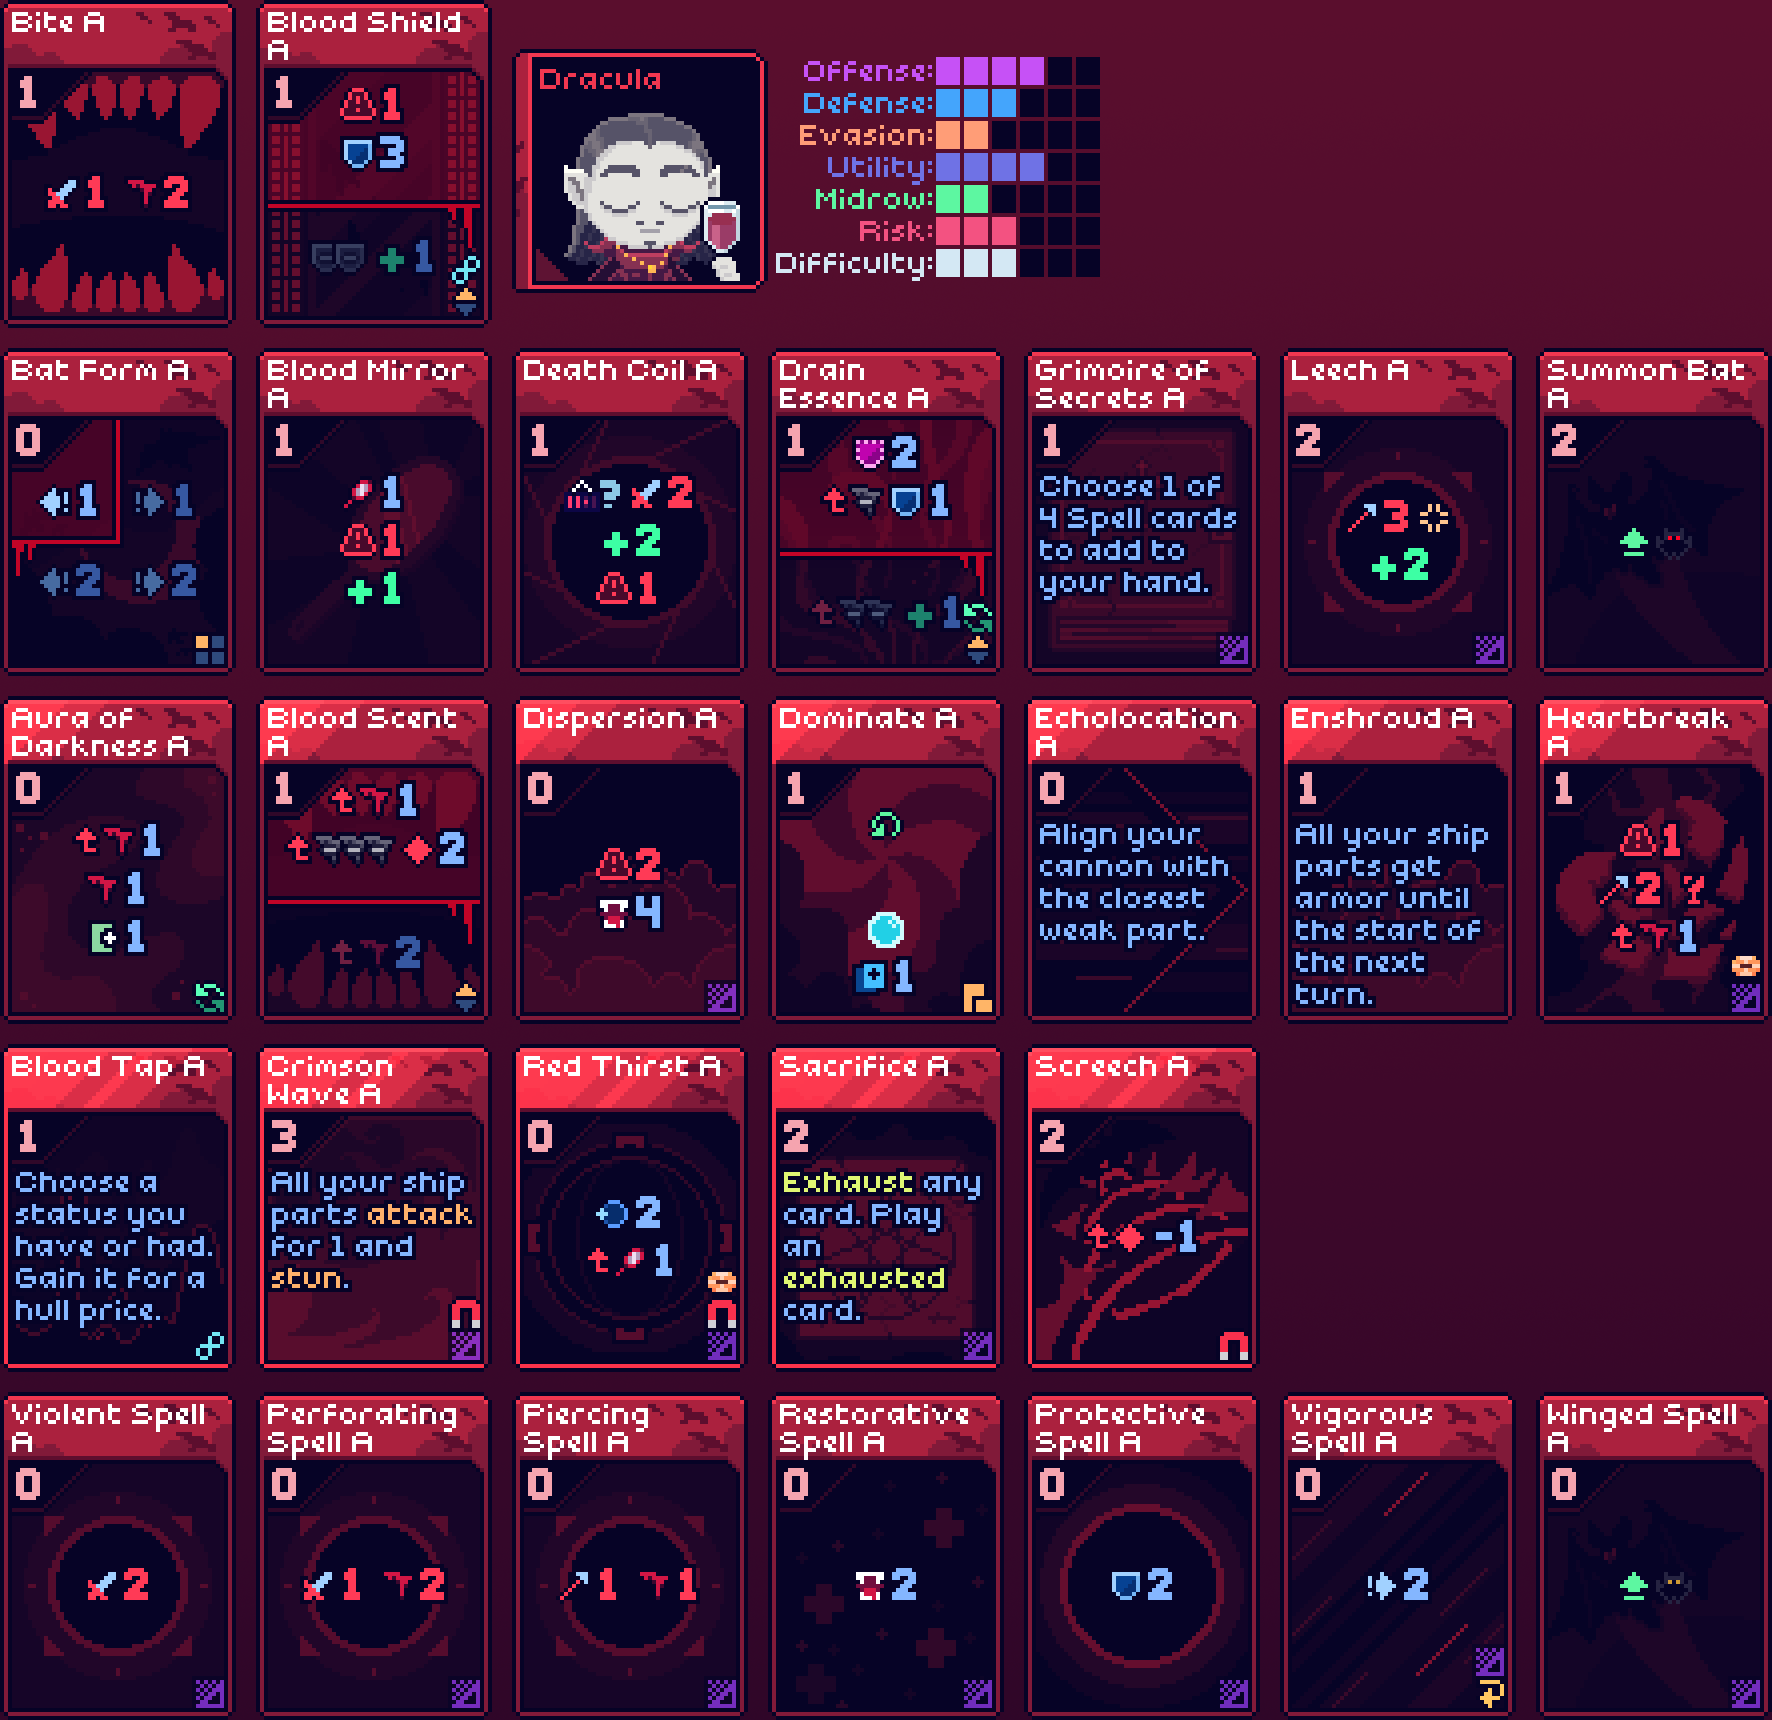 Bite A
1
1 2
Blood Shield
A
1
1
3
+ 1
Dracula
Offense:
Defense:
Evasion:
Utility:
Midrow:
Risk:
Difficulty:
Bat Form A
0
! 1 ! 1
! 2 ! 2
Blood Mirror
A
1
1
1
+ 1
Death Coil A
1
? 2
+ 2
1
Drain
Essence A
1
2
t 1
t + 1
Grimoire of
Secrets A
1
Choose 1 of
4 Spell cards
to add to
your hand.
Leech A
2
3
+ 2
Summon Bat
A
2
Aura of
Darkness A
0
t 1
1
1
Blood Scent
A
1
t 1
t 2
t 2
Dispersion A
0
2
4
Dominate A
1
1
Echolocation
A
0
Align your
cannon with
the closest
weak part.
Enshroud A
1
All your ship
parts get
armor until
the start of
the next
turn.
Heartbreak
A
1
1
2
t 1
Blood Tap A
1
Choose a
status you
have or had.
Gain it for a
hull price.
Crimson
Wave A
3
All your ship
parts attack
for 1 and
stun.
Red Thirst A
0
2
t 1
Sacrifice A
2
Exhaust any
card. Play
an
exhausted
card.
Screech A
2
t -1
Violent Spell
A
0
2
Perforating
Spell A
0
1 2
Piercing
Spell A
0
1 1
Restorative
Spell A
0
2
Protective
Spell A
0
2
Vigorous
Spell A
0
! 2
Winged Spell
A
0